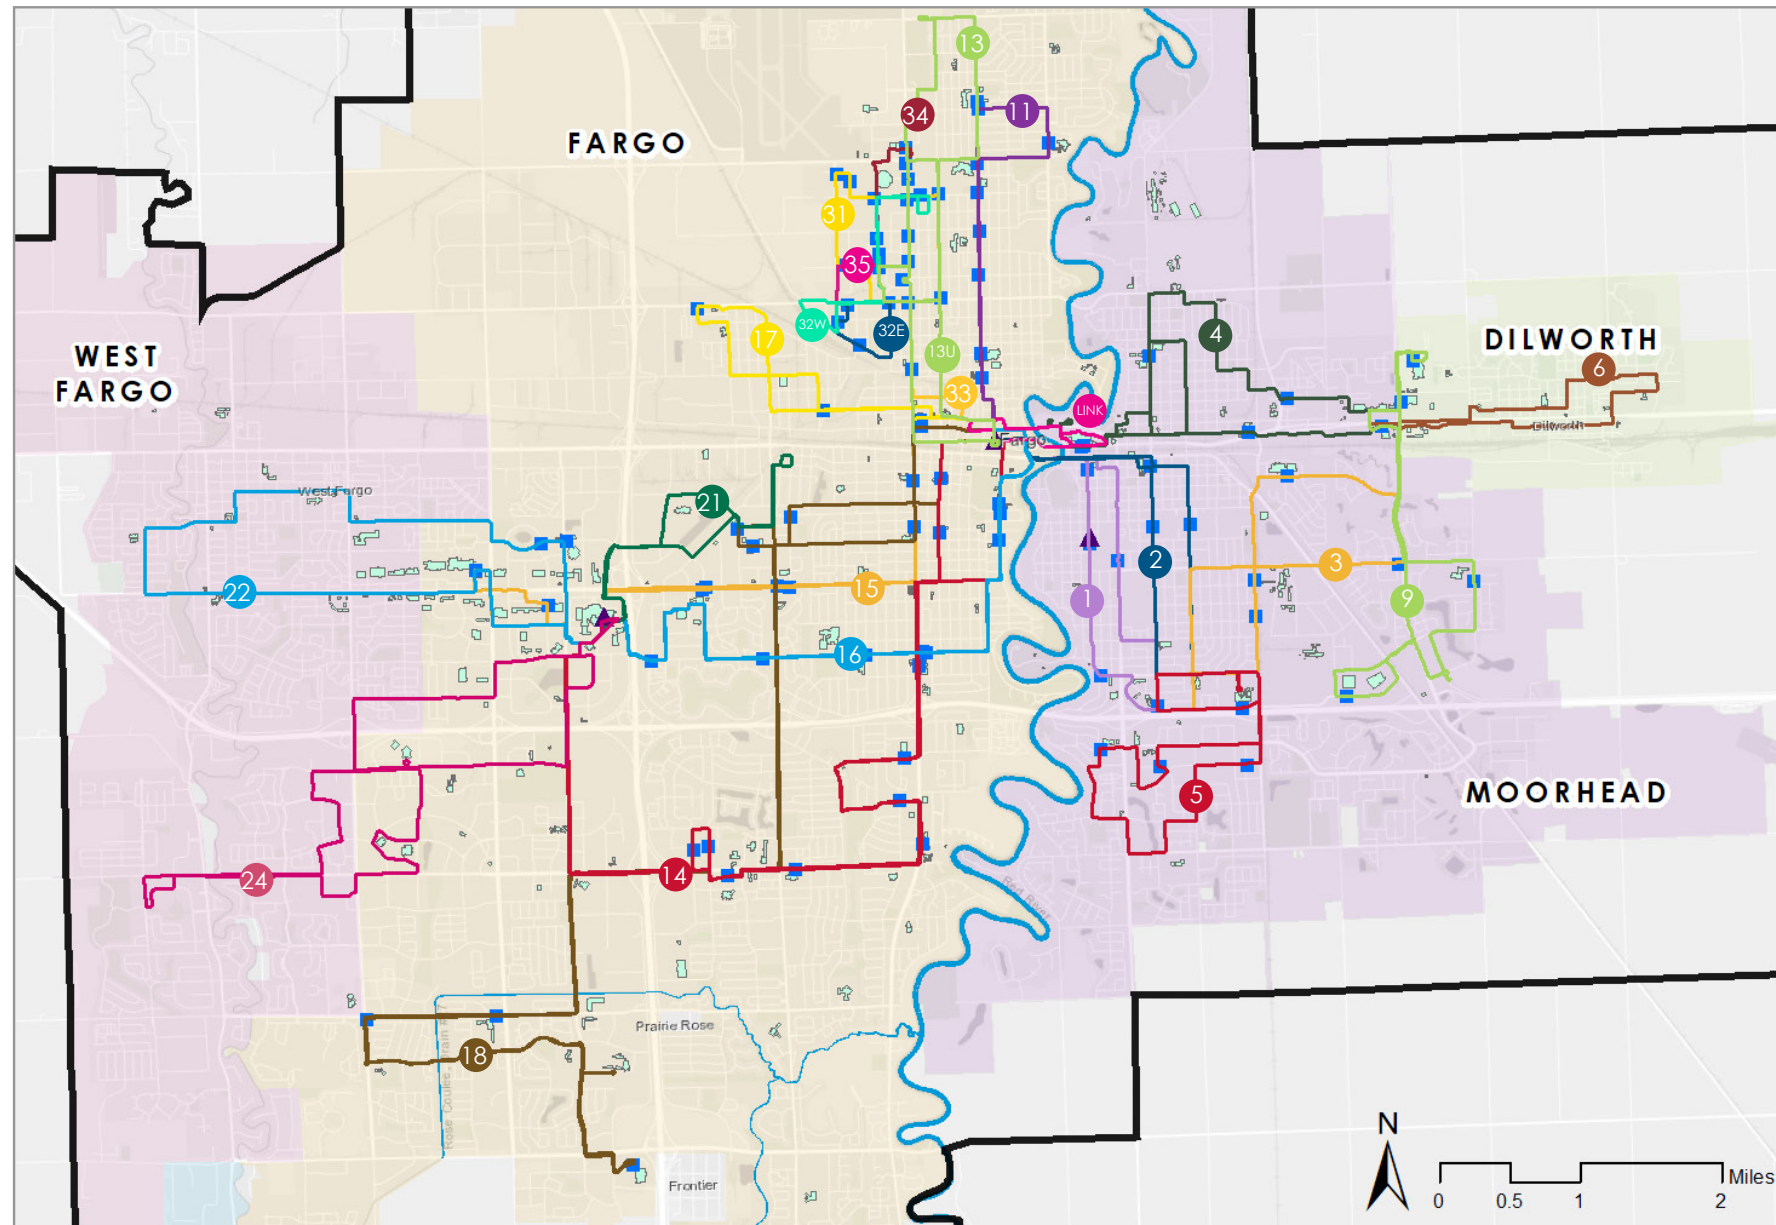 13
34
11
FARGO
31
35
32W
32E
17
13U
4
DILWORTH
WEST
FARGO
6
33
LINK
Fargo
Dilworth
West Fargo
21
2
3
22
15
1
9
16
MOORHEAD
5
14
24
Red River
Prairie Rose
18
Frontier
N
Miles
0 0.5 1 2